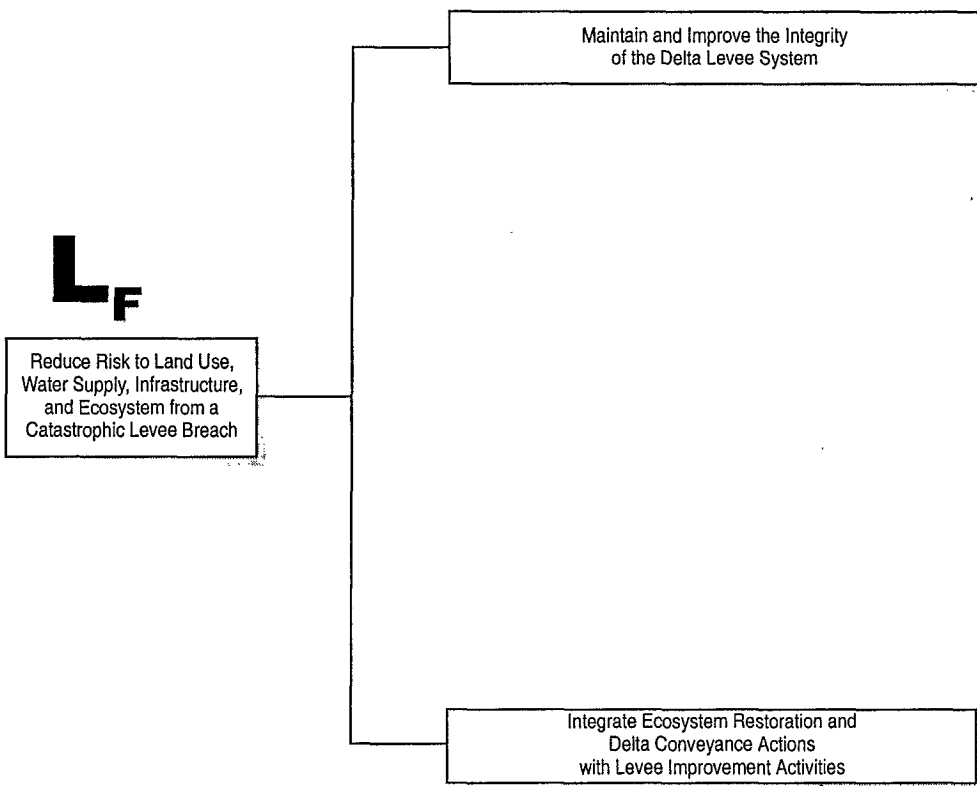 Maintain and Improve the Integrity
of the Delta Levee System
LF
Reduce Risk to Land Use,
Water Supply, Infrastructure,
and Ecosystem from a
Catastrophic Levee Breach
Integrate Ecosystem Restoration and
Delta Conveyance Actions
with Levee Improvement Activities